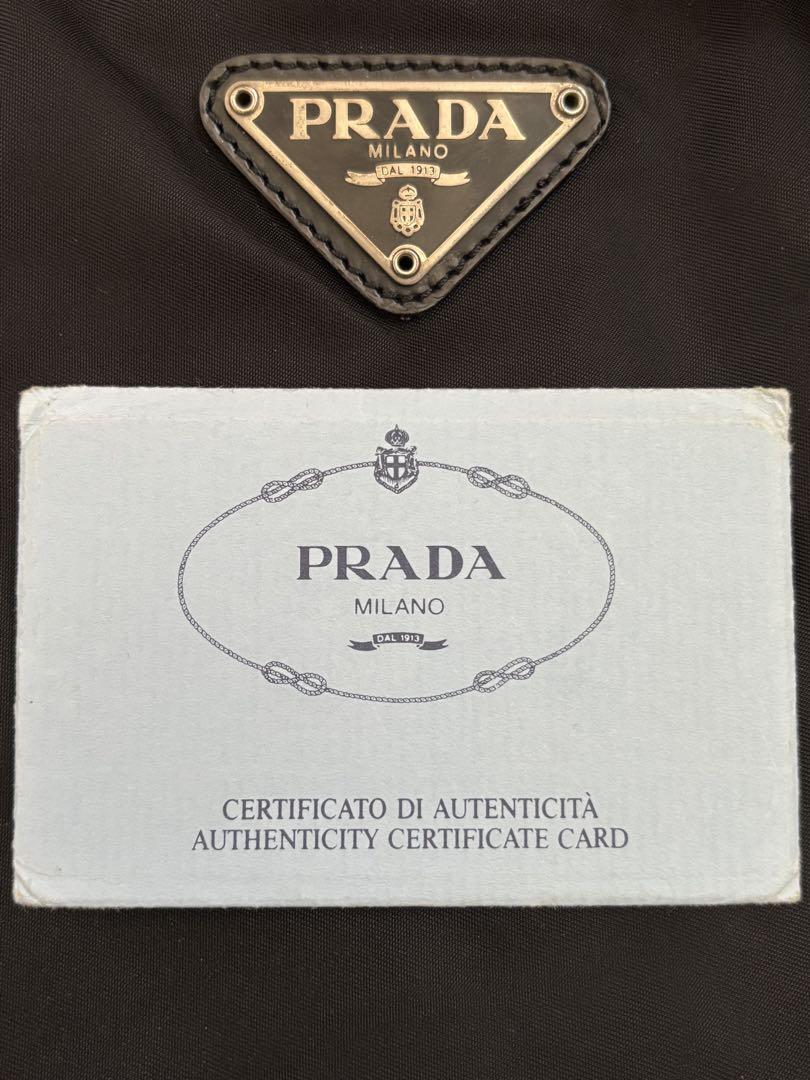 PRADA
MILANO
DAL 1913
PRADA
MILANO
DAL 1913
CERTIFICATO DI AUTENTICITÀ
AUTHENTICITY CERTIFICATE CARD